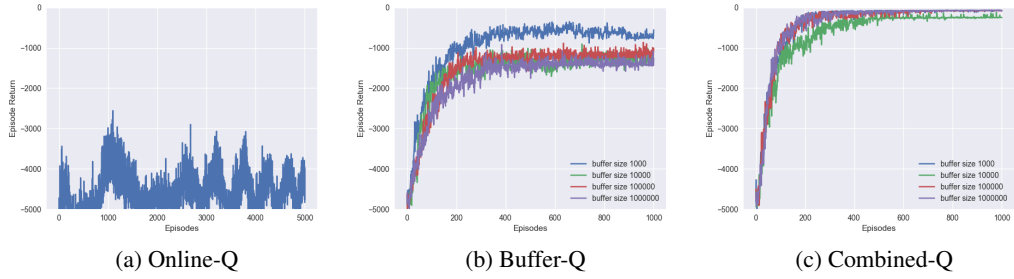 0
−1000
−2000
−3000
−4000
−5000
Episode Return
0 1000 2000 3000 4000 5000
Episodes
(a) Online-Q
0
−1000
−2000
−3000
−4000
−5000
Episode Return
buffer size 1000
buffer size 10000
buffer size 100000
buffer size 1000000
0 200 400 600 800 1000
Episodes
(b) Buffer-Q
0
−1000
−2000
−3000
−4000
−5000
Episode Return
buffer size 1000
buffer size 10000
buffer size 100000
buffer size 1000000
0 200 400 600 800 1000
Episodes
(c) Combined-Q